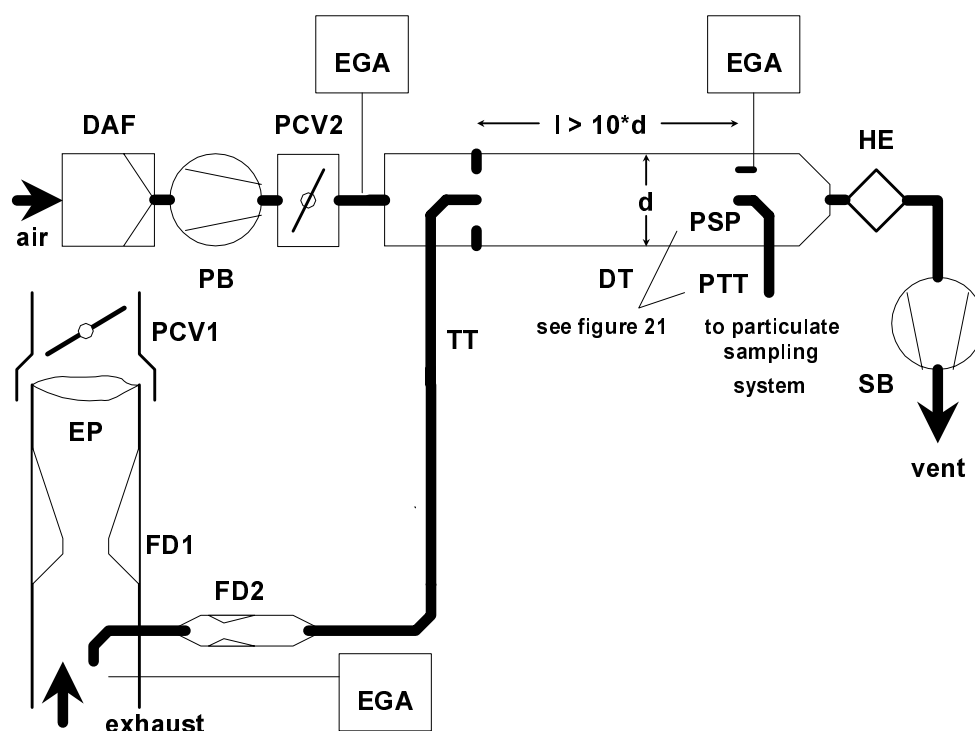 EGA
EGA
DAF
PCV2
l > 10*d
HE
air
PB
d
PSP
DT
PTT
see figure 21
to particulate
sampling
system
PCV1
TT
SB
EP
vent
FD1
FD2
EGA
exhaust